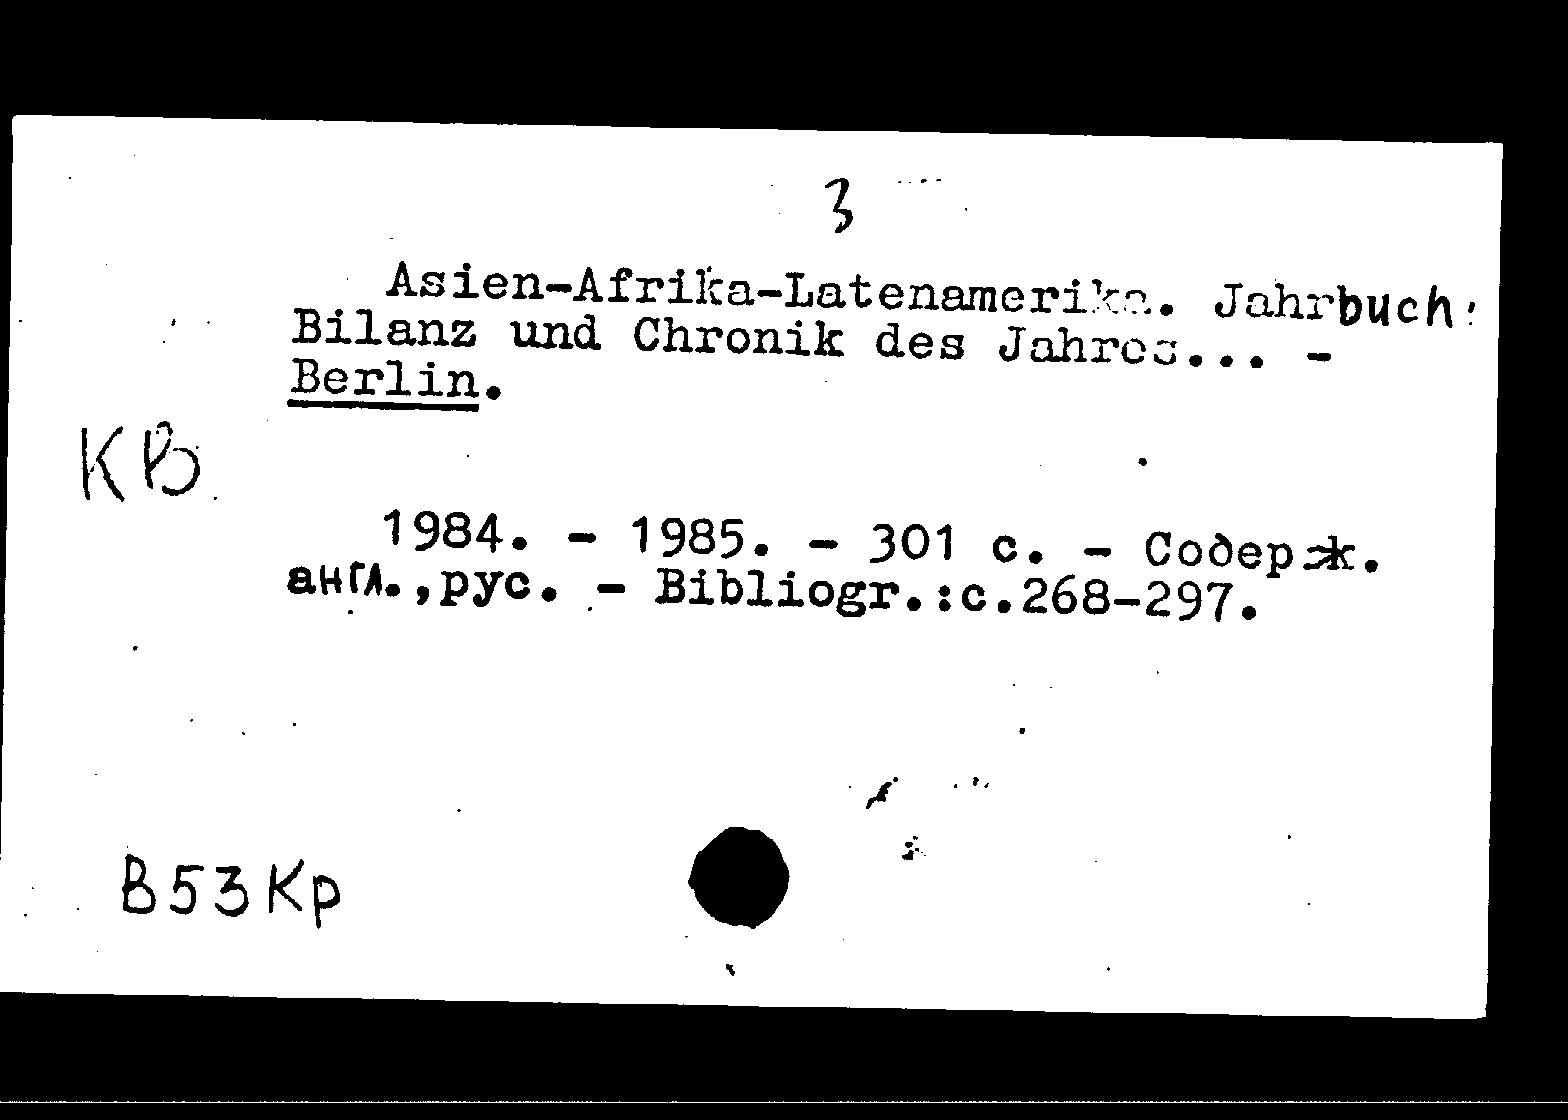 3
Asien-Afrika-Latenamerika. Jahrbuch:
Bilanz und Chronik des Jahres... -
Berlin.
KB
1984. - 1985. - 301 с. - Содерж.
англ.,рус. - Bibliogr.:с.268-297.
B53Kp